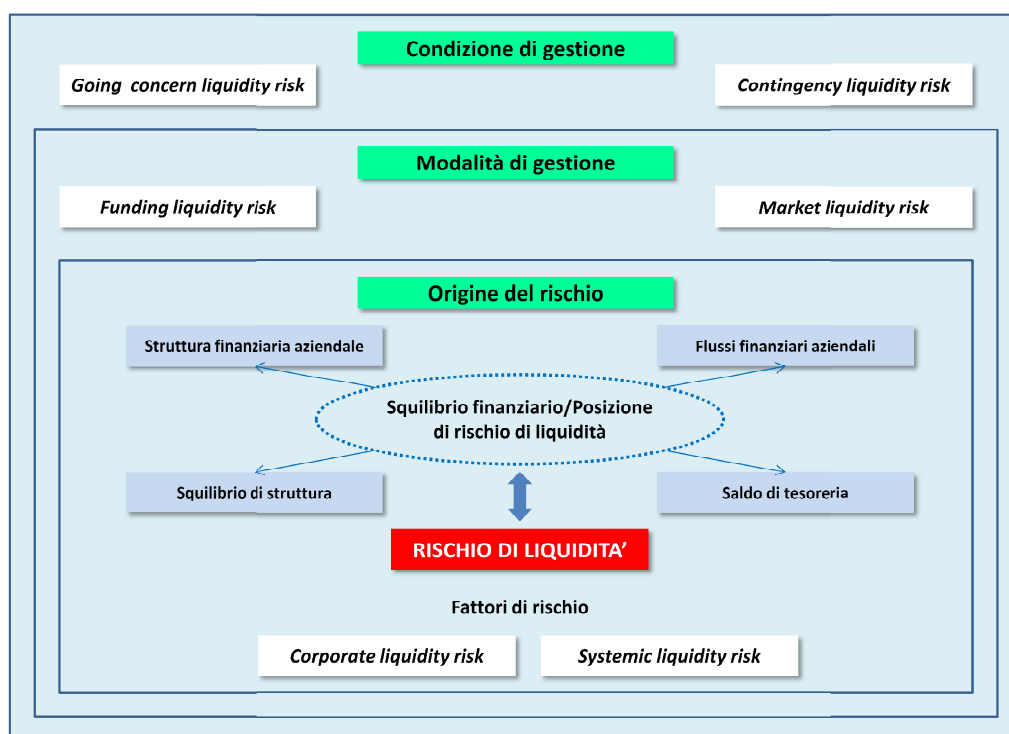 Condizione di gestione
Going concern liquidity risk
Contingency liquidity risk
Modalità di gestione
Funding liquidity risk
Market liquidity risk
Origine del rischio
Struttura finanziaria aziendale
Flussi finanziari aziendali
Squilibrio finanziario/Posizione
di rischio di liquidità
Squilibrio di struttura
Saldo di tesoreria
RISCHIO DI LIQUIDITA’
Fattori di rischio
Corporate liquidity risk
Systemic liquidity risk